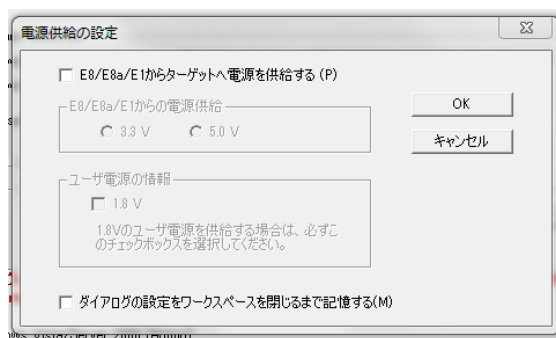 電源供給の設定
E8/E8a/E1からターゲットへ電源を供給する(P)
E8/E8a/E1からの電源供給
3.3 V 5.0 V
OK
キャンセル
ユーザ電源の情報
1.8 V
1.8Vのユーザ電源を供給する場合は、必ずこ
のチェックボックスを選択してください。
ダイアログの設定をワークスペースを閉じるまで記憶する(M)